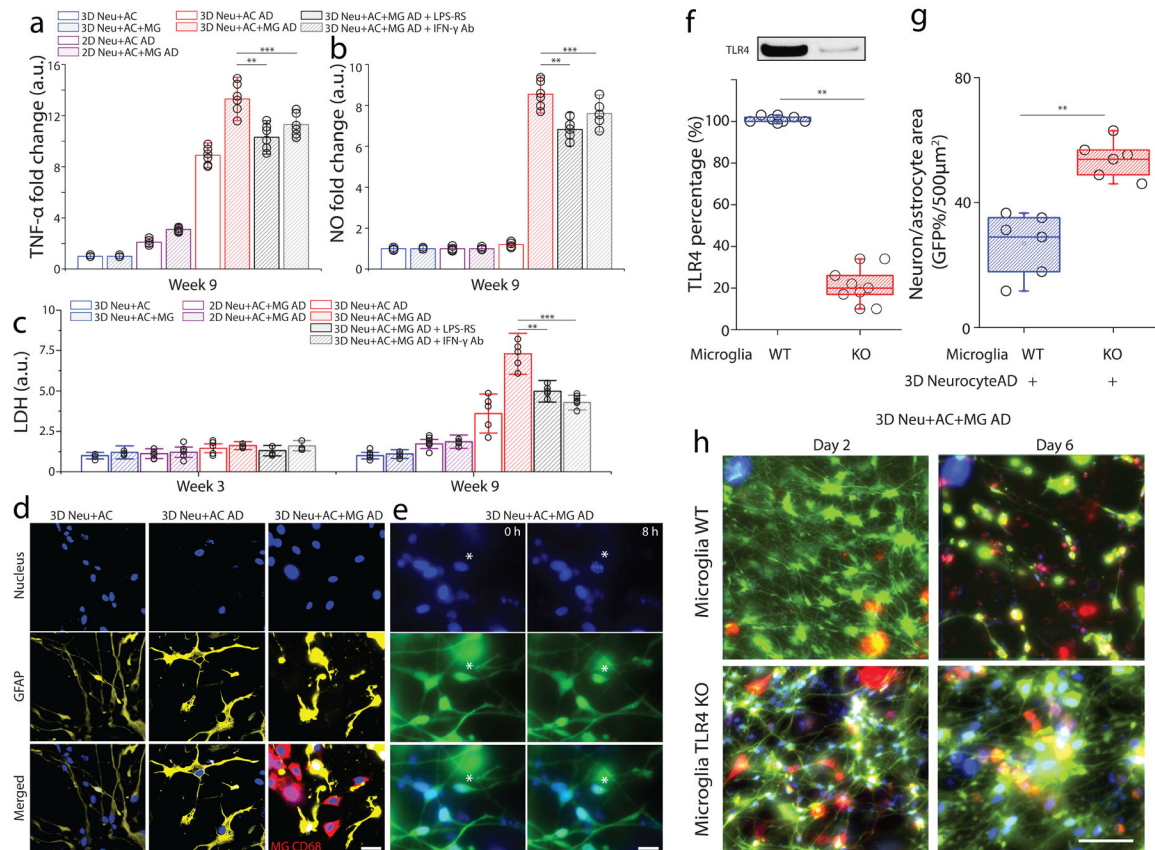 a
3D Neu+AC
3D Neu+AC+MG
2D Neu+AC AD
2D Neu+AC+MG AD
3D Neu+AC AD
3D Neu+AC+MG AD
3D Neu+AC+MG AD + LPS-RS
3D Neu+AC+MG AD + IFN-γ Ab
TNF-α fold change (a.u.)
16
12
8
4
0
***
**
Week 9
b
NO fold change (a.u.)
10
8
6
4
2
0
***
**
Week 9
c
3D Neu+AC
3D Neu+AC+MG
2D Neu+AC+MG AD
2D Neu+AC+MG AD
3D Neu+AC AD
3D Neu+AC+MG AD
3D Neu+AC+MG AD + LPS-RS
3D Neu+AC+MG AD + IFN-γ Ab
LDH (a.u.)
10
7.5
5.0
2.5
0
***
**
Week 3
Week 9
d
3D Neu+AC
3D Neu+AC AD
3D Neu+AC+MG AD
Nucleus
GFAP
Merged
MG CD68
e
3D Neu+AC+MG AD
0 h
8 h
*
*
*
*
*
*
f
TLR4
TLR4 percentage (%)
100
80
60
40
20
0
**
Microglia WT KO
g
Neuron/astrocyte area
(GFP%/500μm²)
80
40
0
**
Microglia WT KO
3D NeurocyteAD + +
h
3D Neu+AC+MG AD
Day 2
Day 6
Microglia WT
Microglia TLR4 KO